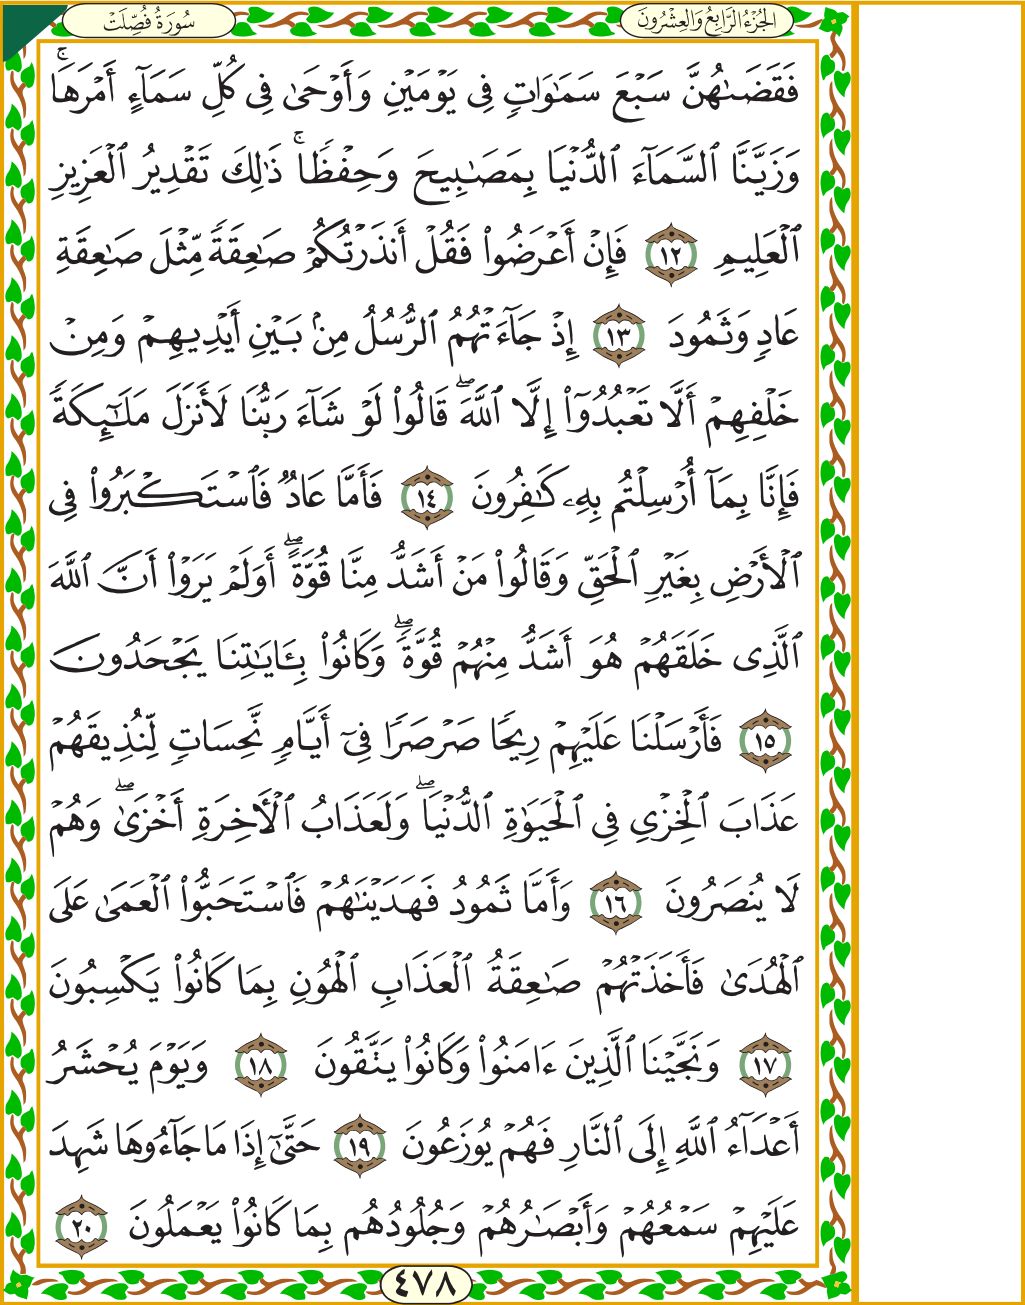 الجُزْءُ الرَّابِعُ وَالعِشْرُونَ
سُورَةُ فُصِّلَتْ
فَقَضَىٰهُنَّ سَبْعَ سَمَٰوَاتٖ فِي يَوۡمَيۡنِ وَأَوۡحَىٰ فِي كُلِّ سَمَآءٍ أَمۡرَهَاۚ
وَزَيَّنَّا ٱلسَّمَآءَ ٱلدُّنۡيَا بِمَصَٰبِيحَ وَحِفۡظٗاۚ ذَٰلِكَ تَقۡدِيرُ ٱلۡعَزِيزِ
ٱلۡعَلِيمِ ١٢ فَإِنۡ أَعۡرَضُواْ فَقُلۡ أَنذَرۡتُكُمۡ صَٰعِقَةٗ مِّثۡلَ صَٰعِقَةِ
عَادٖ وَثَمُودَ ١٣ إِذۡ جَآءَتۡهُمُ ٱلرُّسُلُ مِنۢ بَيۡنِ أَيۡدِيهِمۡ وَمِنۡ
خَلۡفِهِمۡ أَلَّا تَعۡبُدُوٓاْ إِلَّا ٱللَّهَۖ قَالُواْ لَوۡ شَآءَ رَبُّنَا لَأَنزَلَ مَلَٰٓئِكَةٗ
فَإِنَّا بِمَآ أُرۡسِلۡتُم بِهِۦ كَٰفِرُونَ ١٤ فَأَمَّا عَادٞ فَٱسۡتَكۡبَرُواْ فِي
ٱلۡأَرۡضِ بِغَيۡرِ ٱلۡحَقِّ وَقَالُواْ مَنۡ أَشَدُّ مِنَّا قُوَّةًۖ أَوَلَمۡ يَرَوۡاْ أَنَّ ٱللَّهَ
ٱلَّذِي خَلَقَهُمۡ هُوَ أَشَدُّ مِنۡهُمۡ قُوَّةٗۖ وَكَانُواْ بِـَٔايَٰتِنَا يَجۡحَدُونَ
١٥ فَأَرۡسَلۡنَا عَلَيۡهِمۡ رِيحٗا صَرۡصَرٗا فِيٓ أَيَّامٖ نَّحِسَاتٖ لِّنُذِيقَهُمۡ
عَذَابَ ٱلۡخِزۡيِ فِي ٱلۡحَيَوٰةِ ٱلدُّنۡيَاۖ وَلَعَذَابُ ٱلۡأٓخِرَةِ أَخۡزَىٰۖ وَهُمۡ
لَا يُنصَرُونَ ١٦ وَأَمَّا ثَمُودُ فَهَدَيۡنَٰهُمۡ فَٱسۡتَحَبُّواْ ٱلۡعَمَىٰ عَلَى
ٱلۡهُدَىٰ فَأَخَذَتۡهُمۡ صَٰعِقَةُ ٱلۡعَذَابِ ٱلۡهُونِ بِمَا كَانُواْ يَكۡسِبُونَ
١٧ وَنَجَّيۡنَا ٱلَّذِينَ ءَامَنُواْ وَكَانُواْ يَتَّقُونَ ١٨ وَيَوۡمَ يُحۡشَرُ
أَعۡدَآءُ ٱللَّهِ إِلَى ٱلنَّارِ فَهُمۡ يُوزَعُونَ ١٩ حَتَّىٰٓ إِذَا مَا جَآءُوهَا شَهِدَ
عَلَيۡهِمۡ سَمۡعُهُمۡ وَأَبۡصَٰرُهُمۡ وَجُلُودُهُم بِمَا كَانُواْ يَعۡمَلُونَ ٢٠
٤٧٨